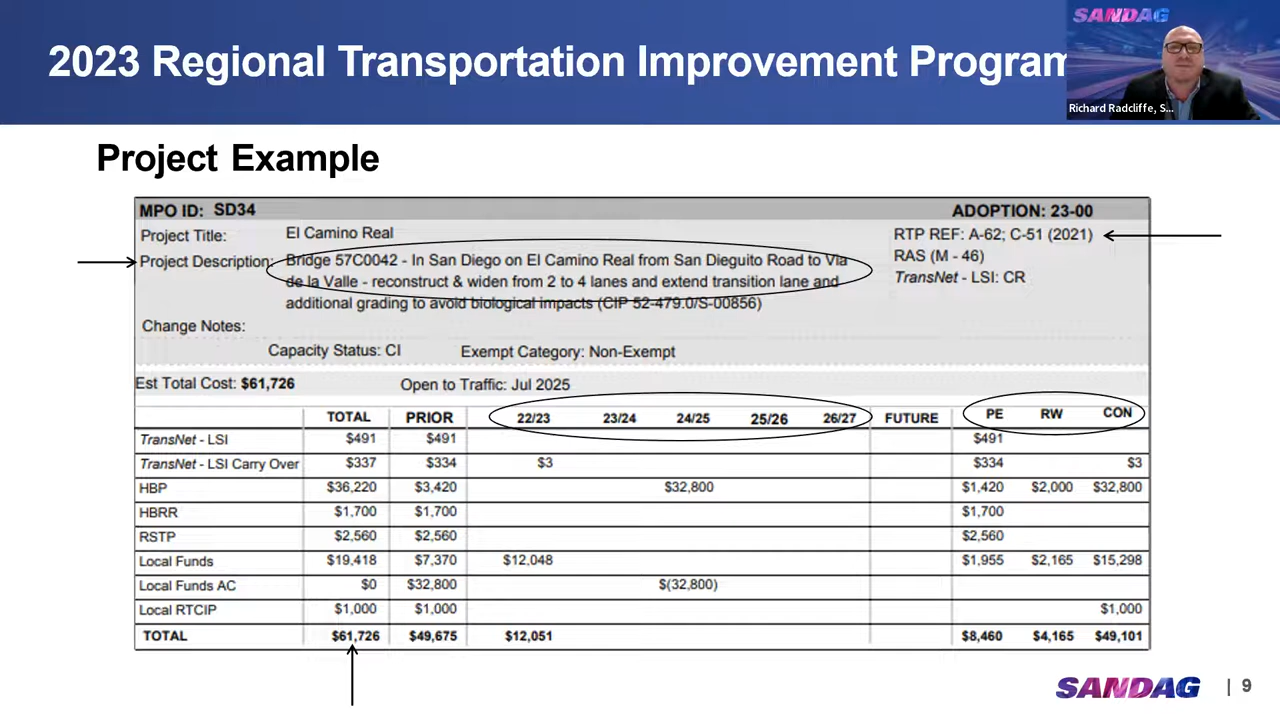 SANDAG
2023 Regional Transportation Improvement Program
Richard Radcliffe, S...
Project Example
MPO ID: SD34 ADOPTION: 23-00
Project Title: El Camino Real RTP REF: A-62; C-51 (2021)
Project Description: Bridge 57C0042 - In San Diego on El Camino Real from San Dieguito Road to Via RAS (M - 46)
de la Valle - reconstruct & widen from 2 to 4 lanes and extend transition lane and TransNet - LSI: CR
additional grading to avoid biological impacts (CIP 52-479.0/S-00856)
Change Notes:
Capacity Status: CI Exempt Category: Non-Exempt
Est Total Cost: $61,726 Open to Traffic: Jul 2025
TOTAL PRIOR 22/23 23/24 24/25 25/26 26/27 FUTURE PE RW CON
TransNet - LSI $491 $491 $491
TransNet - LSI Carry Over $337 $334 $3 $334 $3
HBP $36,220 $3,420 $32,800 $1,420 $2,000 $32,800
HBRR $1,700 $1,700 $1,700
RSTP $2,560 $2,560 $2,560
Local Funds $19,418 $7,370 $12,048 $1,955 $2,165 $15,298
Local Funds AC $0 $32,800 $(32,800)
Local RTCIP $1,000 $1,000 $1,000
TOTAL $61,726 $49,675 $12,051 $8,460 $4,165 $49,101
SANDAG | 9